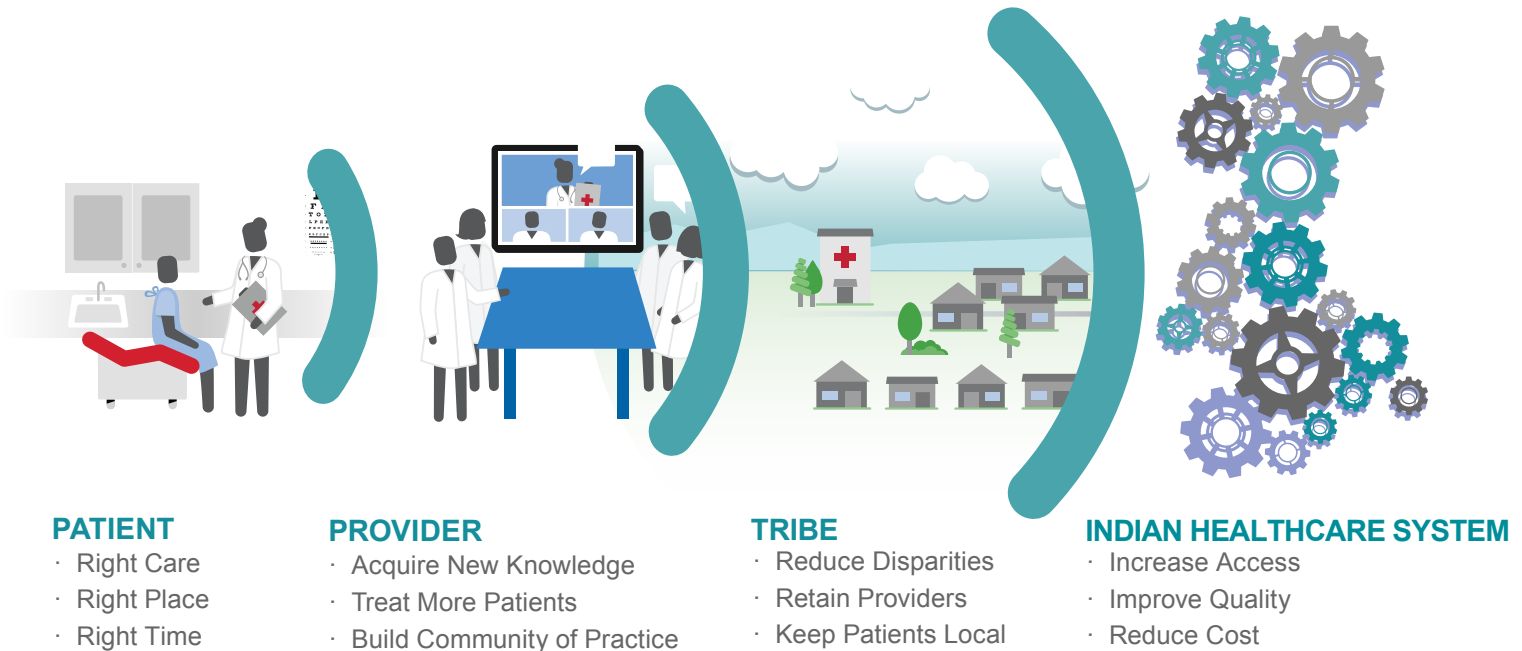 PATIENT
· Right Care
· Right Place
· Right Time
PROVIDER
· Acquire New Knowledge
· Treat More Patients
· Build Community of Practice
TRIBE
· Reduce Disparities
· Retain Providers
· Keep Patients Local
INDIAN HEALTHCARE SYSTEM
· Increase Access
· Improve Quality
· Reduce Cost